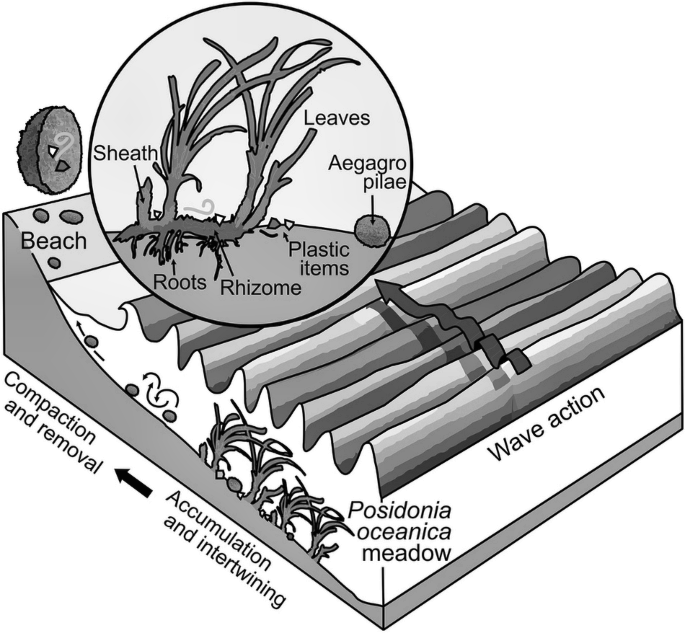 Leaves
Sheath
Aegagro
pilae
Beach
Plastic
items
Roots
Rhizome
Compaction
and removal
Wave action
Accumulation
and intertwining
Posidonia
oceanica
meadow